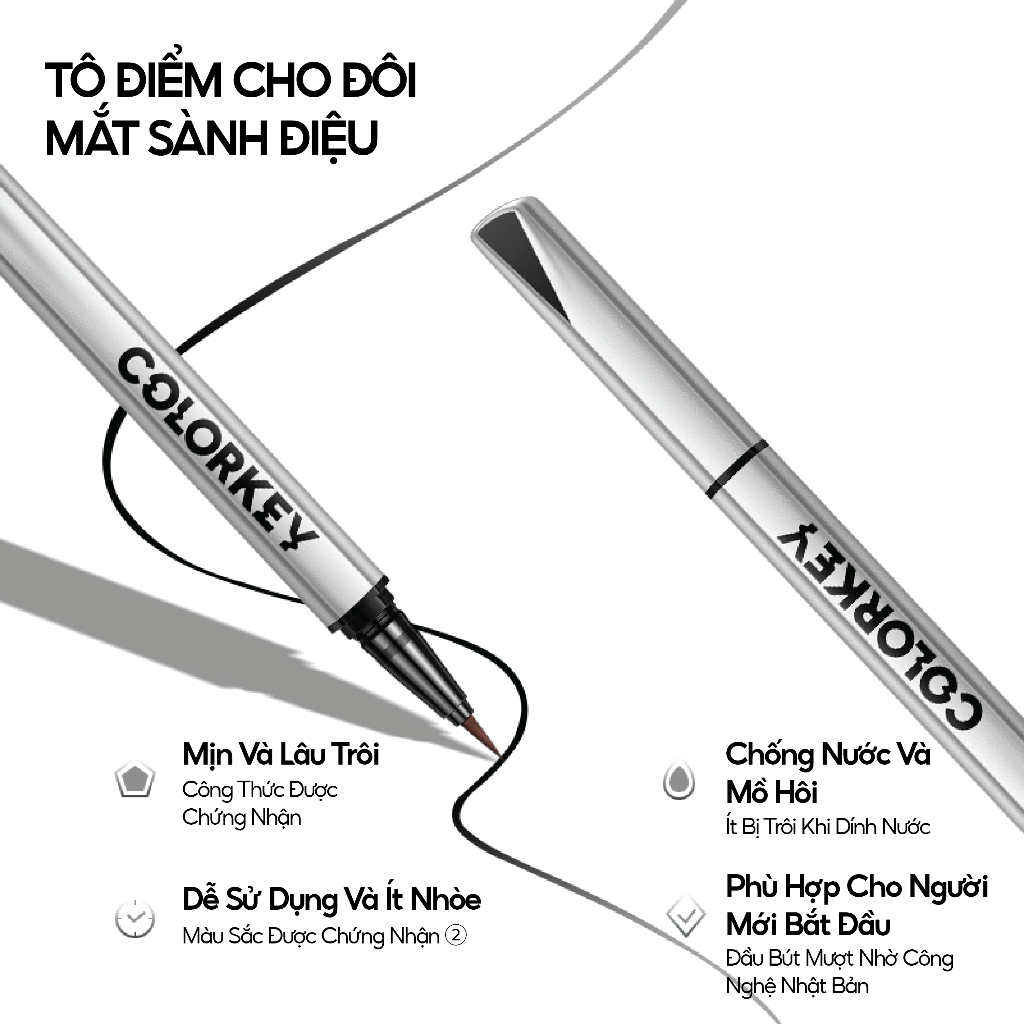 TÔ ĐIỂM CHO ĐÔI
MẮT SÀNH ĐIỆU
COLORKEY
COLORKEY
Mịn Và Lâu Trôi
Công Thức Được
Chứng Nhận
Chống Nước Và
Mồ Hôi
Ít Bị Trôi Khi Dính Nước
Dễ Sử Dụng Và Ít Nhòe
Màu Sắc Được Chứng Nhận ②
Phù Hợp Cho Người
Mới Bắt Đầu
Đầu Bút Mượt Nhờ Công
Nghệ Nhật Bản